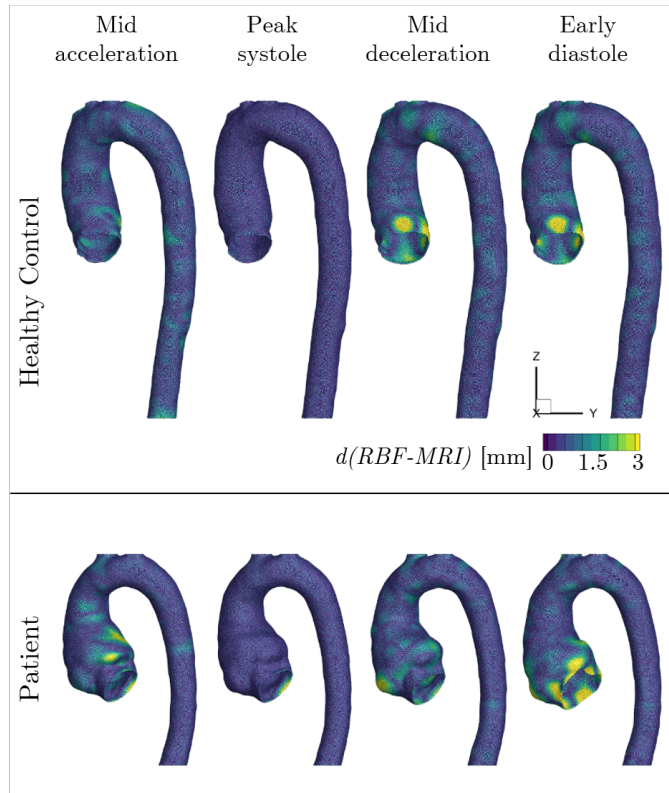 Mid acceleration
Peak systole
Mid deceleration
Early diastole
Healthy Control
Z
X Y
d(RBF-MRI) [mm]
0 1.5 3
Patient